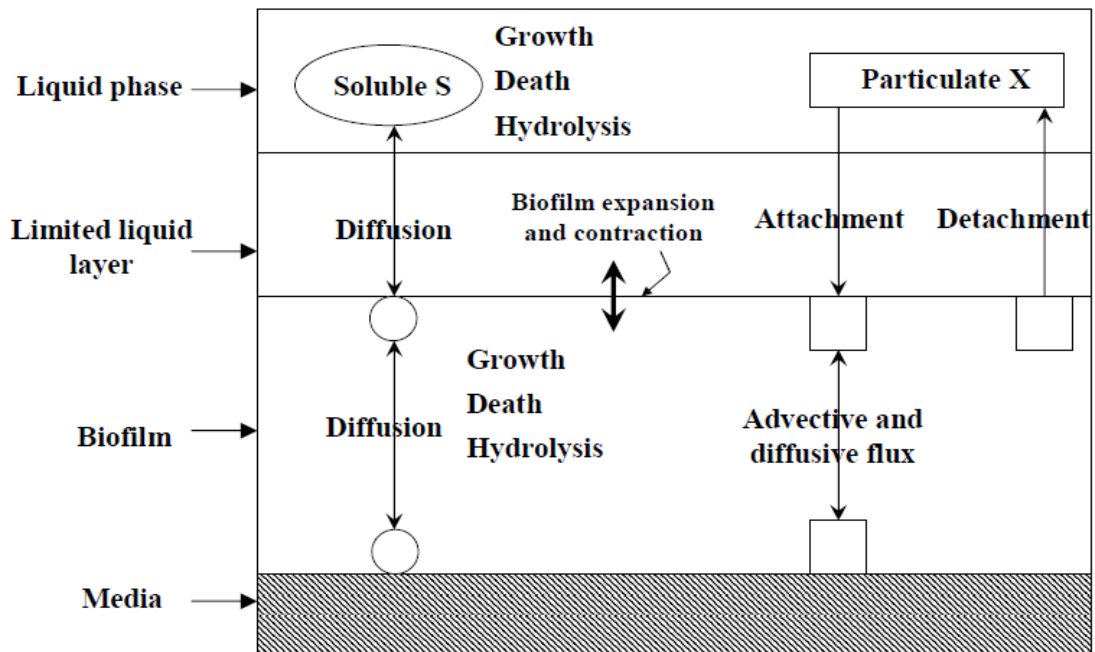 Growth
Soluble S
Death
Hydrolysis
Particulate X
Liquid phase
Limited liquid
layer
Diffusion
Biofilm expansion
and contraction
Attachment
Detachment
Biofilm
Diffusion
Growth
Death
Hydrolysis
Advective and
diffusive flux
Media